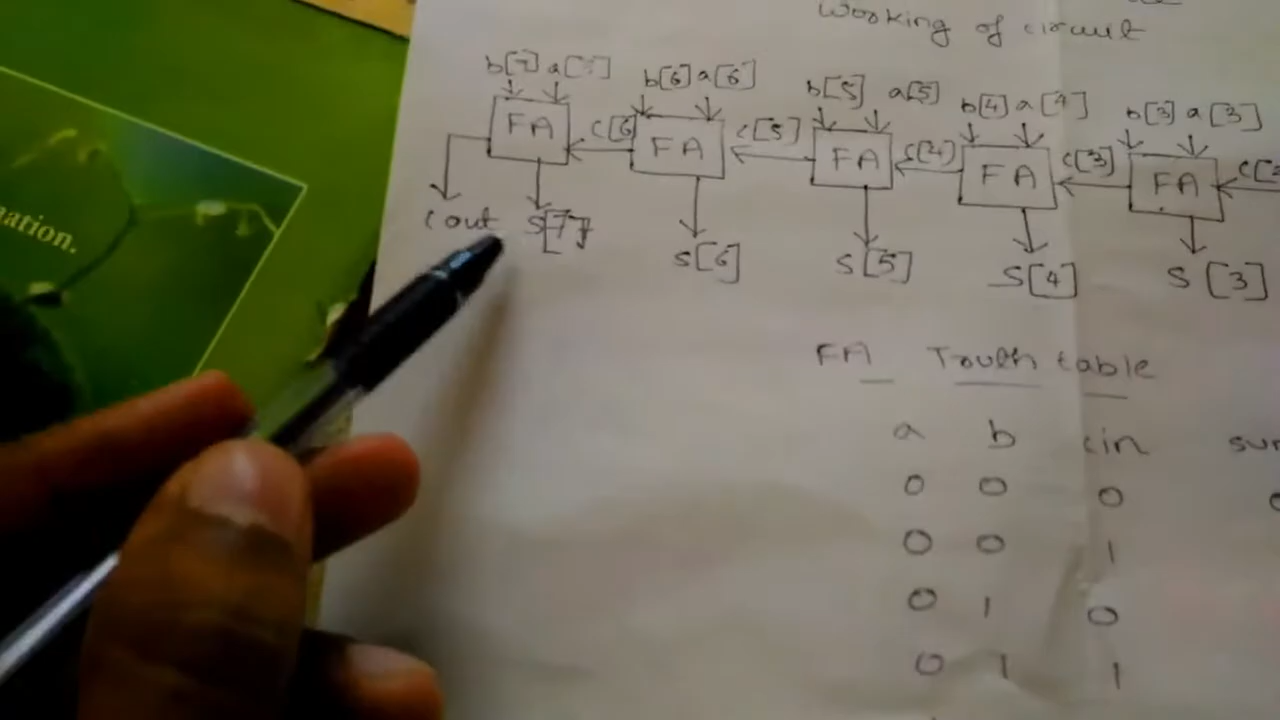 Working of circuit
b[7] a[7] b[6] a[6] b[5] a[5] b[4] a[4] b[3] a[3]
FA c[6] FA c[5] FA c[4] FA c[3] FA
cout s[7] s[6] s[5] s[4] s[3]
FA Trouth table
a b cin
0 0 0
0 0 1
0 1 0
0 1 1
nation.